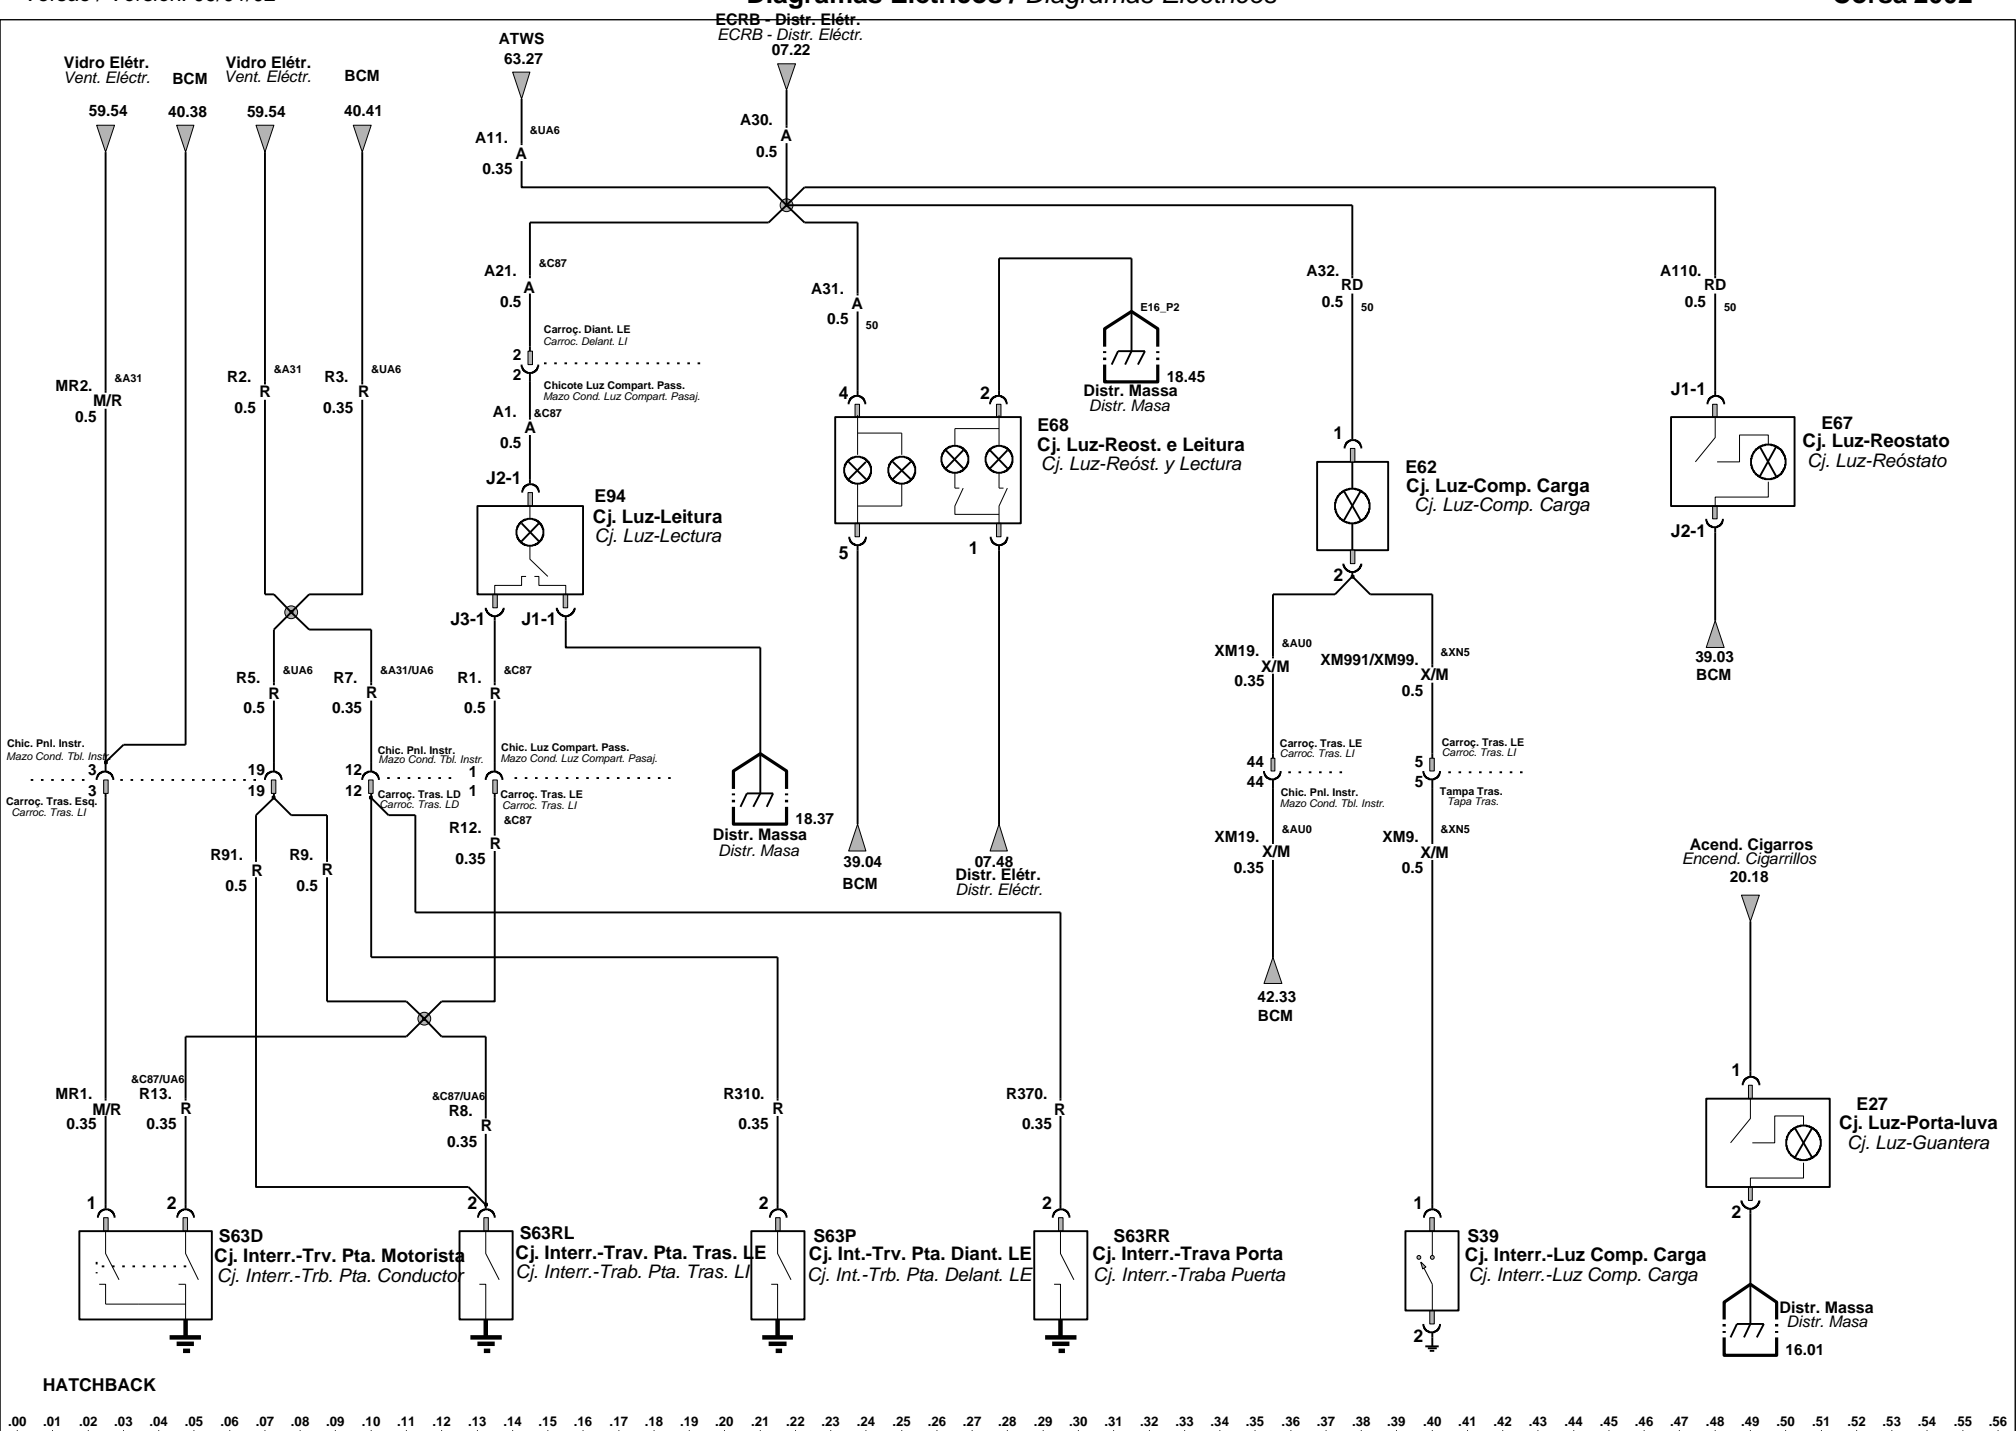 Diagramas Elétricos / Diagramas Eléctricos
Corsa 2002
Vidro Elétr.
Vent. Eléctr.
59.54
BCM
40.38
Vidro Elétr.
Vent. Eléctr.
59.54
BCM
40.41
ATWS
63.27
ECRB - Distr. Elétr.
ECRB - Distr. Eléctr.
07.22
A11.
&UA6
A
0.35
A30.
A
0.5
A21.
&C87
A
0.5
A31.
A
0.5
50
E16_P2
18.45
Distr. Massa
Distr. Masa
A32.
RD
0.5
50
A110.
RD
0.5
50
MR2.
&A31
M/R
0.5
R2.
&A31
R
0.5
R3.
&UA6
R
0.35
Carroç. Diant. LE
Carroc. Delant. LI
2
2
Chicote Luz Compart. Pass.
Mazo Cond. Luz Compart. Pasaj.
A1.
&C87
A
0.5
J2-1
E94
Cj. Luz-Leitura
Cj. Luz-Lectura
J3-1
J1-1
4
2
E68
Cj. Luz-Reost. e Leitura
Cj. Luz-Reóst. y Lectura
5
1
1
E62
Cj. Luz-Comp. Carga
Cj. Luz-Comp. Carga
2
J1-1
E67
Cj. Luz-Reostato
Cj. Luz-Reóstato
J2-1
39.03
BCM
R5.
&UA6
R
0.5
R7.
&A31/UA6
R
0.35
R1.
&C87
R
0.5
XM19.
&AU0
X/M
0.35
XM991/XM99.
&XN5
X/M
0.5
Chic. Pnl. Instr.
Mazo Cond. Tbl. Instr.
3
3
Carroç. Tras. Esq.
Carroc. Tras. LI
19
19
Chic. Pnl. Instr.
Mazo Cond. Tbl. Instr.
12
12
Carroç. Tras. LD
Carroc. Tras. LD
Chic. Luz Compart. Pass.
Mazo Cond. Luz Compart. Pasaj.
1
1
Carroç. Tras. LE
Carroc. Tras. LI
&C87
R12.
R
0.35
18.37
Distr. Massa
Distr. Masa
39.04
BCM
07.48
Distr. Elétr.
Distr. Eléctr.
Carroç. Tras. LE
Carroc. Tras. LI
44
44
Chic. Pnl. Instr.
Mazo Cond. Tbl. Instr.
Carroç. Tras. LE
Carroc. Tras. LI
5
5
Tampa Tras.
Tapa Tras.
XM19.
&AU0
X/M
0.35
XM9.
&XN5
X/M
0.5
42.33
BCM
R91.
R
0.5
R9.
R
0.5
Acend. Cigarros
Encend. Cigarrillos
20.18
MR1.
M/R
0.35
&C87/UA6
R13.
R
0.35
&C87/UA6
R8.
R
0.35
R310.
R
0.35
R370.
R
0.35
1
E27
Cj. Luz-Porta-luva
Cj. Luz-Guantera
2
1
2
S63D
Cj. Interr.-Trv. Pta. Motorista
Cj. Interr.-Trb. Pta. Conductor
2
S63RL
Cj. Interr.-Trav. Pta. Tras. LE
Cj. Interr.-Trab. Pta. Tras. LI
2
S63P
Cj. Int.-Trv. Pta. Diant. LE
Cj. Int.-Trb. Pta. Delant. LE
2
S63RR
Cj. Interr.-Trava Porta
Cj. Interr.-Traba Puerta
1
S39
Cj. Interr.-Luz Comp. Carga
Cj. Interr.-Luz Comp. Carga
2
Distr. Massa
Distr. Masa
16.01
HATCHBACK
.00 .01 .02 .03 .04 .05 .06 .07 .08 .09 .10 .11 .12 .13 .14 .15 .16 .17 .18 .19 .20 .21 .22 .23 .24 .25 .26 .27 .28 .29 .30 .31 .32 .33 .34 .35 .36 .37 .38 .39 .40 .41 .42 .43 .44 .45 .46 .47 .48 .49 .50 .51 .52 .53 .54 .55 .56